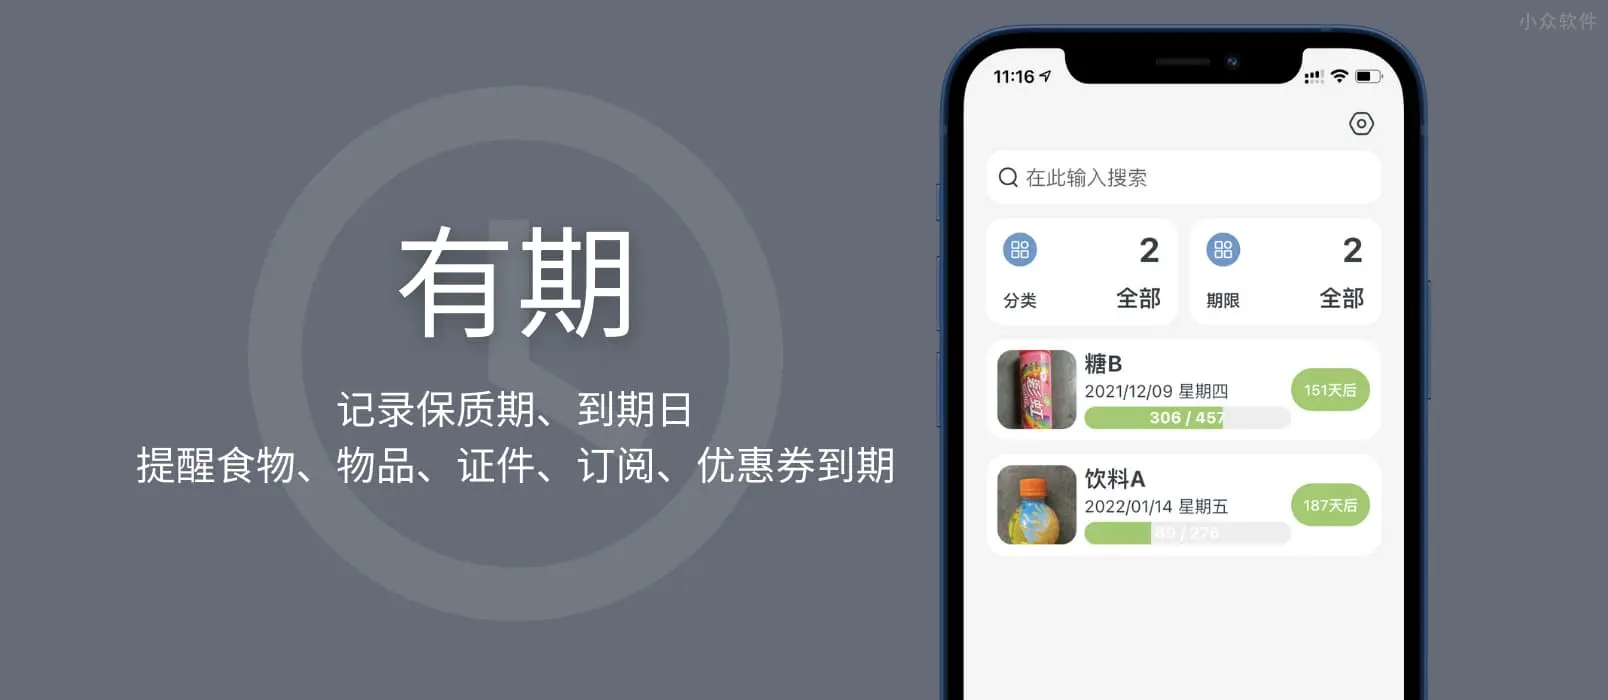 小众软件
有期
记录保质期、到期日
提醒食物、物品、证件、订阅、优惠券到期
11:16
在此输入搜索
2
分类 全部
2
期限 全部
彩虹
糖B
2021/12/09 星期四
306 / 457
151天后
饮料A
2022/01/14 星期五
89 / 276
187天后